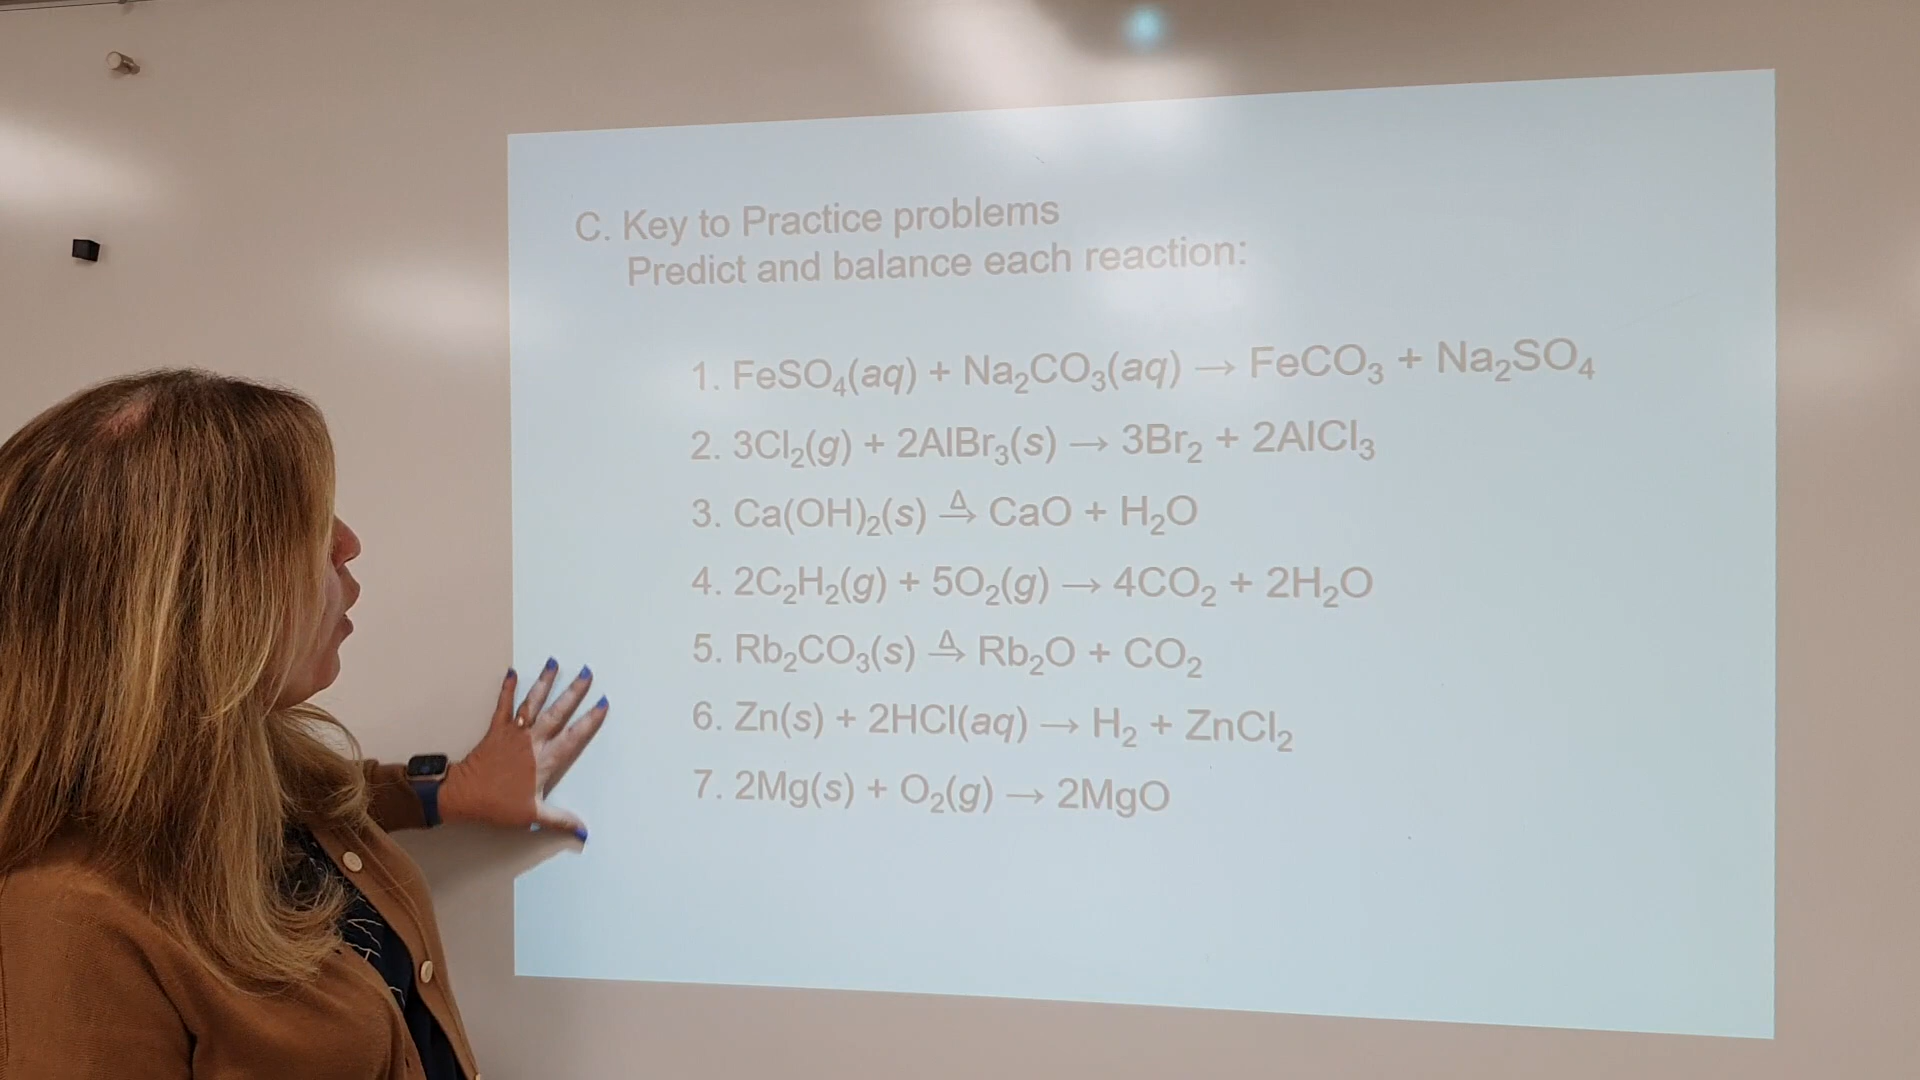 C. Key to Practice problems
Predict and balance each reaction:
1. FeSO₄(aq) + Na₂CO₃(aq) → FeCO₃ + Na₂SO₄
2. 3Cl₂(g) + 2AlBr₃(s) → 3Br₂ + 2AlCl₃
3. Ca(OH)₂(s) Δ→ CaO + H₂O
4. 2C₂H₂(g) + 5O₂(g) → 4CO₂ + 2H₂O
5. Rb₂CO₃(s) Δ→ Rb₂O + CO₂
6. Zn(s) + 2HCl(aq) → H₂ + ZnCl₂
7. 2Mg(s) + O₂(g) → 2MgO